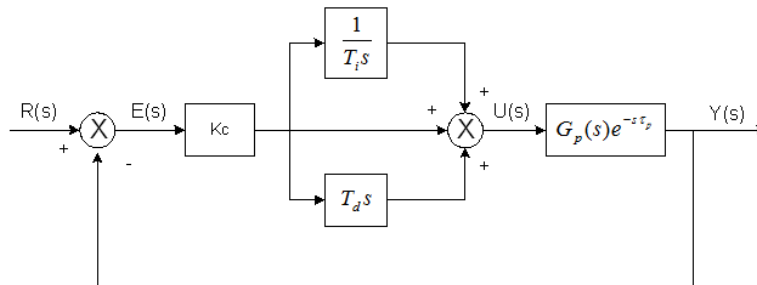 1
T_i s
R(s)
E(s)
U(s)
Y(s)
+
+
X
Kc
+
X
G_p(s)e^{-sτ_p}
+
-
+
T_d s